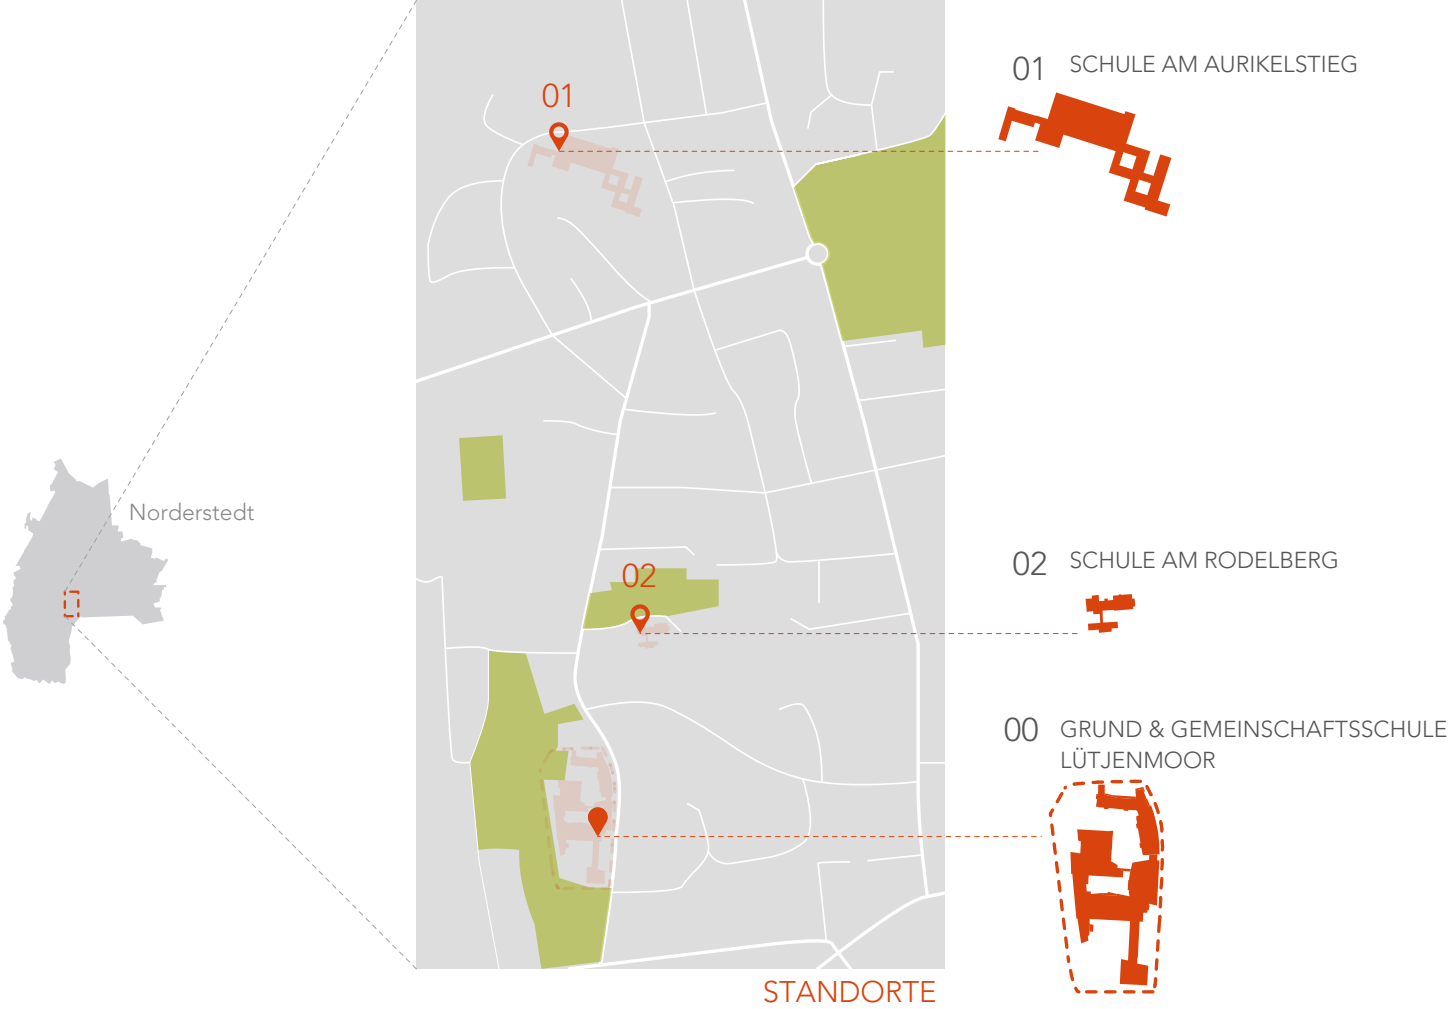 01
01 SCHULE AM AURIKELSTIEG
Norderstedt
02
02 SCHULE AM RODELBERG
00 GRUND & GEMEINSCHAFTSSCHULE
LÜTJENMOOR
STANDORTE